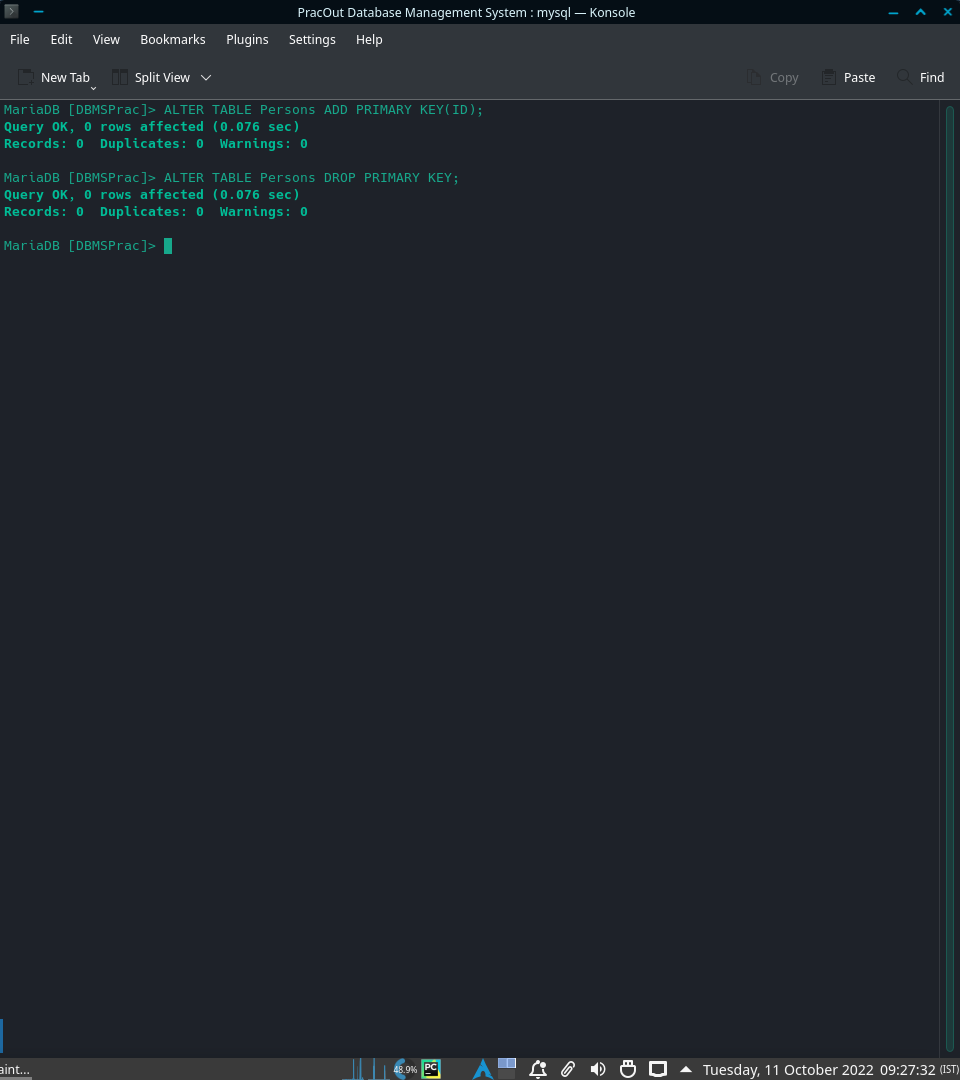 PracOut Database Management System : mysql — Konsole
File Edit View Bookmarks Plugins Settings Help
New Tab Split View Copy Paste Find
MariaDB [DBMSPrac]> ALTER TABLE Persons ADD PRIMARY KEY(ID);
Query OK, 0 rows affected (0.076 sec)
Records: 0  Duplicates: 0  Warnings: 0
MariaDB [DBMSPrac]> ALTER TABLE Persons DROP PRIMARY KEY;
Query OK, 0 rows affected (0.076 sec)
Records: 0  Duplicates: 0  Warnings: 0
MariaDB [DBMSPrac]>
aint... 48.9% PC Tuesday, 11 October 2022 09:27:32 (IST)